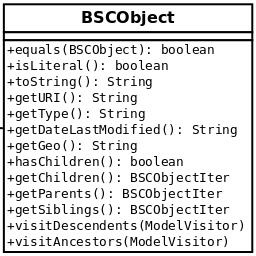 BSCObject
+equals(BSCObject): boolean
+isLiteral(): boolean
+toString(): String
+getURI(): String
+getType(): String
+getDateLastModified(): String
+getGeo(): String
+hasChildren(): boolean
+getChildren(): BSCObjectIter
+getParents(): BSCObjectIter
+getSiblings(): BSCObjectIter
+visitDescendents(ModelVisitor)
+visitAncestors(ModelVisitor)